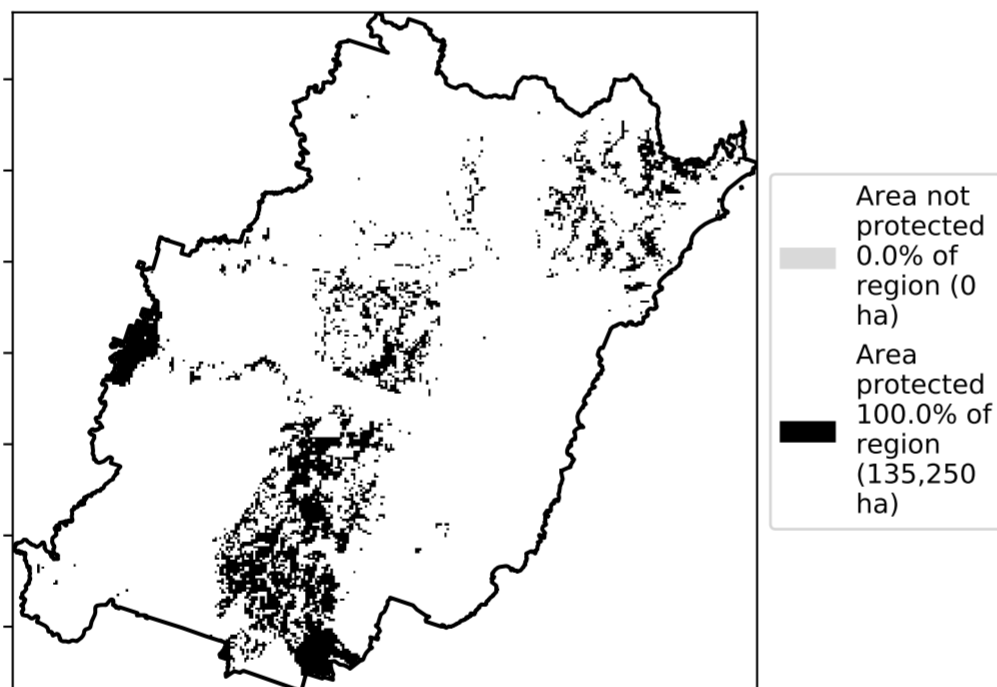 Area not
protected
0.0% of
region (0
ha)
Area
protected
100.0% of
region
(135,250
ha)